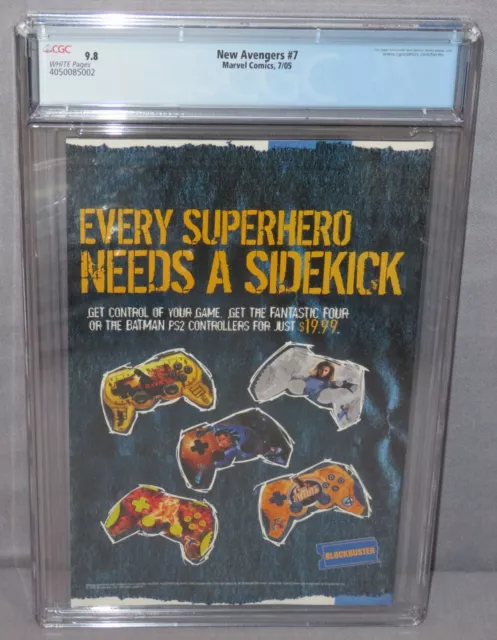 CGC
9.8
WHITE Pages
4050085002
New Avengers #7
Marvel Comics, 7/05
EVERY SUPERHERO
NEEDS A SIDEKICK
GET CONTROL OF YOUR GAME. GET THE FANTASTIC FOUR
OR THE BATMAN PS2 CONTROLLERS FOR JUST $19.99.
BLOCKBUSTER